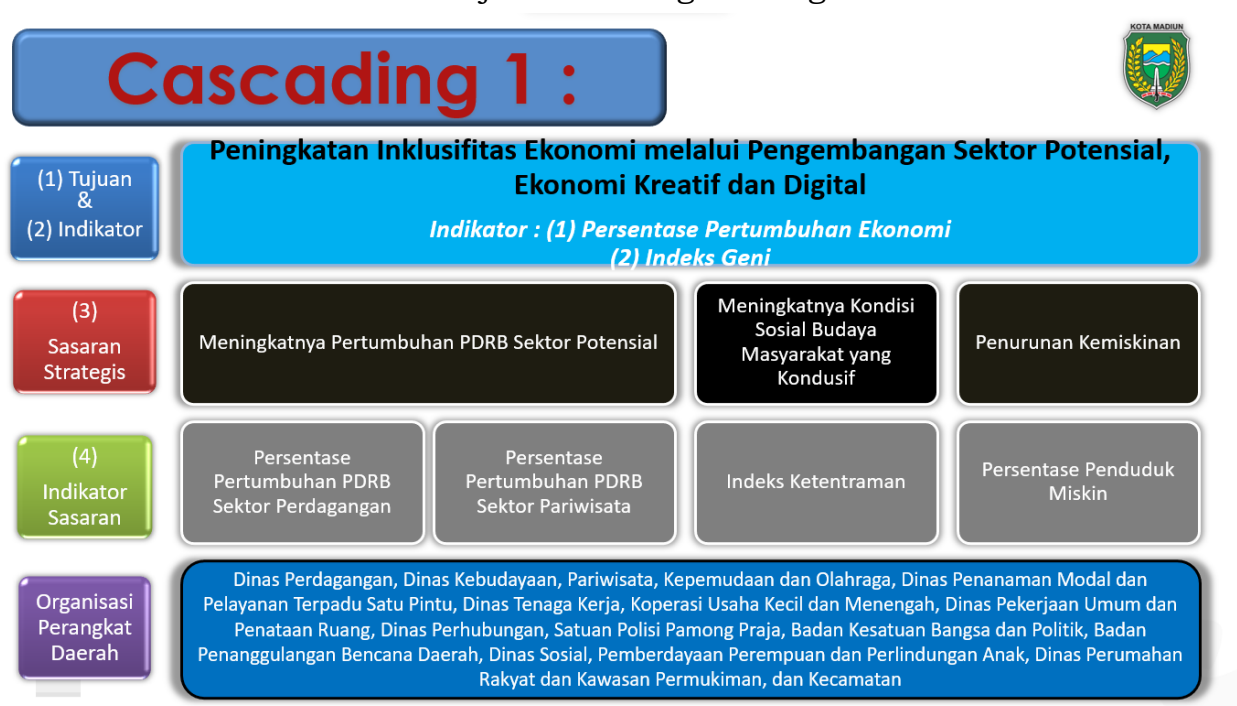 KOTA MADIUN
Cascading 1 :
(1) Tujuan
&
(2) Indikator
Peningkatan Inklusifitas Ekonomi melalui Pengembangan Sektor Potensial,
Ekonomi Kreatif dan Digital
Indikator : (1) Persentase Pertumbuhan Ekonomi
(2) Indeks Geni
(3)
Sasaran
Strategis
Meningkatnya Pertumbuhan PDRB Sektor Potensial
Meningkatnya Kondisi
Sosial Budaya
Masyarakat yang
Kondusif
Penurunan Kemiskinan
(4)
Indikator
Sasaran
Persentase
Pertumbuhan PDRB
Sektor Perdagangan
Persentase
Pertumbuhan PDRB
Sektor Pariwisata
Indeks Ketentraman
Persentase Penduduk
Miskin
Organisasi
Perangkat
Daerah
Dinas Perdagangan, Dinas Kebudayaan, Pariwisata, Kepemudaan dan Olahraga, Dinas Penanaman Modal dan
Pelayanan Terpadu Satu Pintu, Dinas Tenaga Kerja, Koperasi Usaha Kecil dan Menengah, Dinas Pekerjaan Umum dan
Penataan Ruang, Dinas Perhubungan, Satuan Polisi Pamong Praja, Badan Kesatuan Bangsa dan Politik, Badan
Penanggulangan Bencana Daerah, Dinas Sosial, Pemberdayaan Perempuan dan Perlindungan Anak, Dinas Perumahan
Rakyat dan Kawasan Permukiman, dan Kecamatan